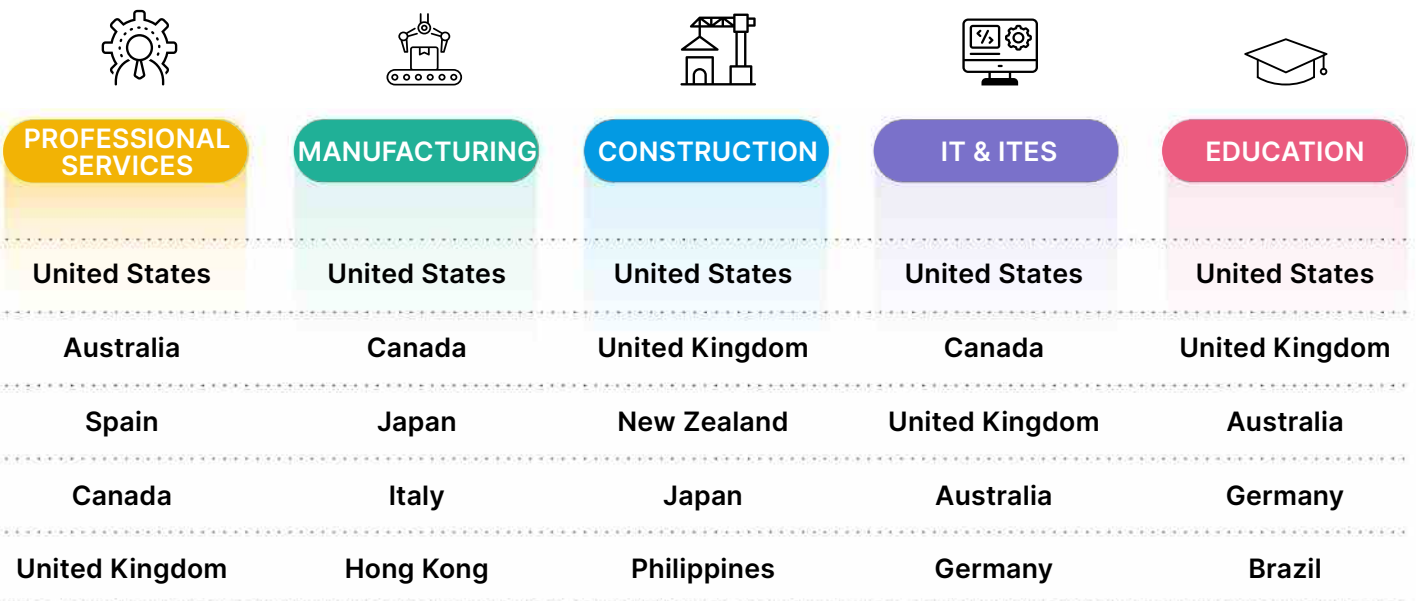 PROFESSIONAL
SERVICES
MANUFACTURING
CONSTRUCTION
IT & ITES
EDUCATION
United States
United States
United States
United States
United States
Australia
Canada
United Kingdom
Canada
United Kingdom
Spain
Japan
New Zealand
United Kingdom
Australia
Canada
Italy
Japan
Australia
Germany
United Kingdom
Hong Kong
Philippines
Germany
Brazil